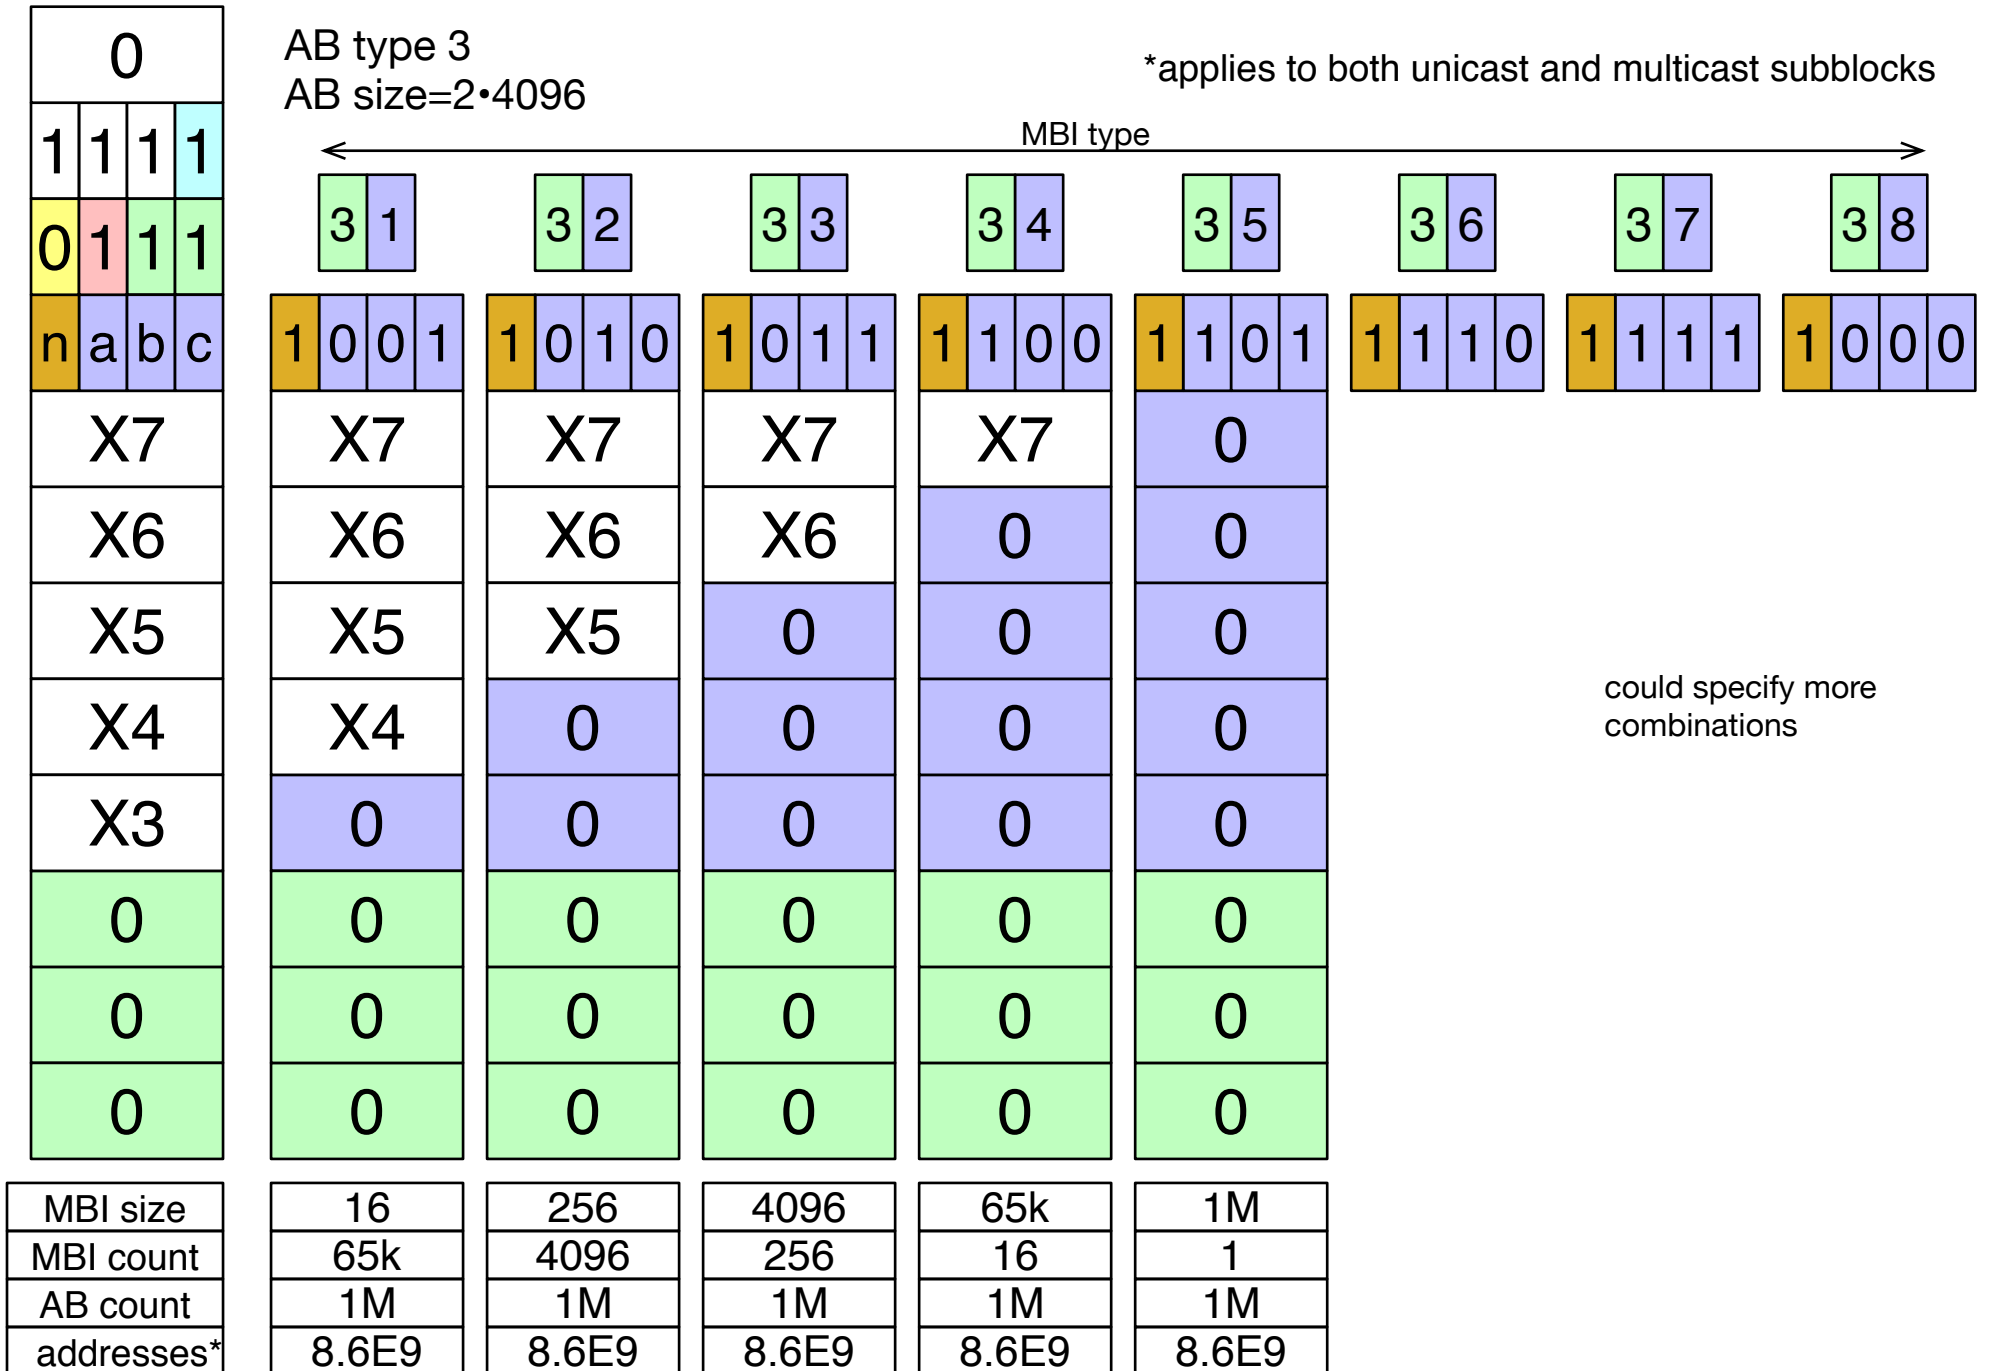 0
AB type 3
AB size=2•4096
*applies to both unicast and multicast subblocks
MBI type
1 1 1 1
0 1 1 1
3 1 3 2 3 3 3 4 3 5 3 6 3 7 3 8
n a b c 1 0 0 1 1 0 1 0 1 0 1 1 1 1 0 0 1 1 0 1 1 1 1 0 1 1 1 1 1 0 0 0
X7 X7 X7 X7 X7 0
X6 X6 X6 X6 0 0
X5 X5 X5 0 0 0
could specify more
combinations
X4 X4 0 0 0 0
X3 0 0 0 0 0
0 0 0 0 0 0
0 0 0 0 0 0
0 0 0 0 0 0
MBI size 16 256 4096 65k 1M
MBI count 65k 4096 256 16 1
AB count 1M 1M 1M 1M 1M
addresses* 8.6E9 8.6E9 8.6E9 8.6E9 8.6E9